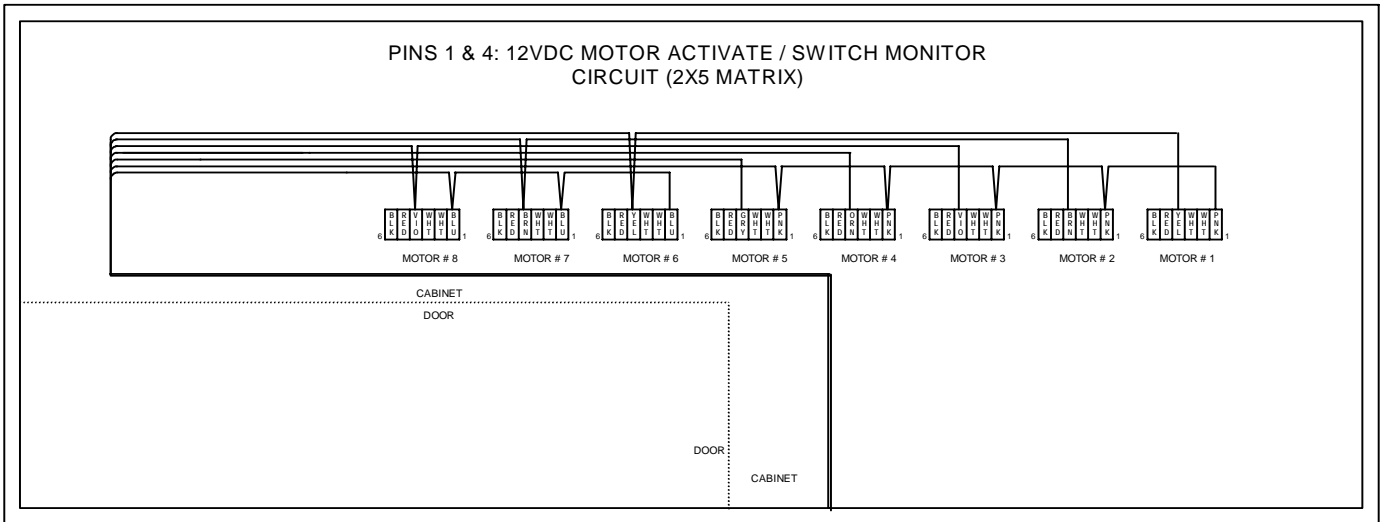 PINS 1 & 4: 12VDC MOTOR ACTIVATE / SWITCH MONITOR
CIRCUIT (2X5 MATRIX)
6 BLK RED VIO WHT WHT BLU 1
6 BLK RED BRN WHT WHT BLU 1
6 BLK RED YEL WHT WHT BLU 1
6 BLK RED GRY WHT WHT PNK 1
6 BLK RED ORN WHT WHT PNK 1
6 BLK RED VIO WHT WHT PNK 1
6 BLK RED BRN WHT WHT PNK 1
6 BLK RED YEL WHT WHT PNK 1
MOTOR # 8 MOTOR # 7 MOTOR # 6 MOTOR # 5 MOTOR # 4 MOTOR # 3 MOTOR # 2 MOTOR # 1
CABINET
DOOR
DOOR
CABINET